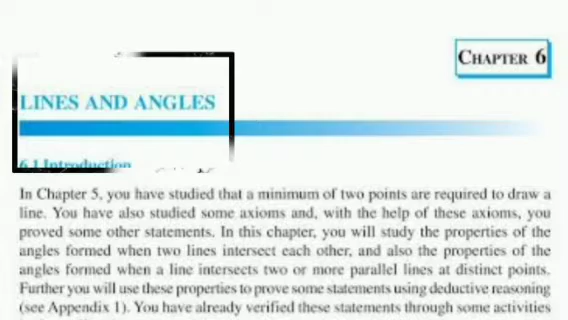 CHAPTER 6
LINES AND ANGLES
6.1 Introduction
In Chapter 5, you have studied that a minimum of two points are required to draw a
line. You have also studied some axioms and, with the help of these axioms, you
proved some other statements. In this chapter, you will study the properties of the
angles formed when two lines intersect each other, and also the properties of the
angles formed when a line intersects two or more parallel lines at distinct points.
Further you will use these properties to prove some statements using deductive reasoning
(see Appendix 1). You have already verified these statements through some activities